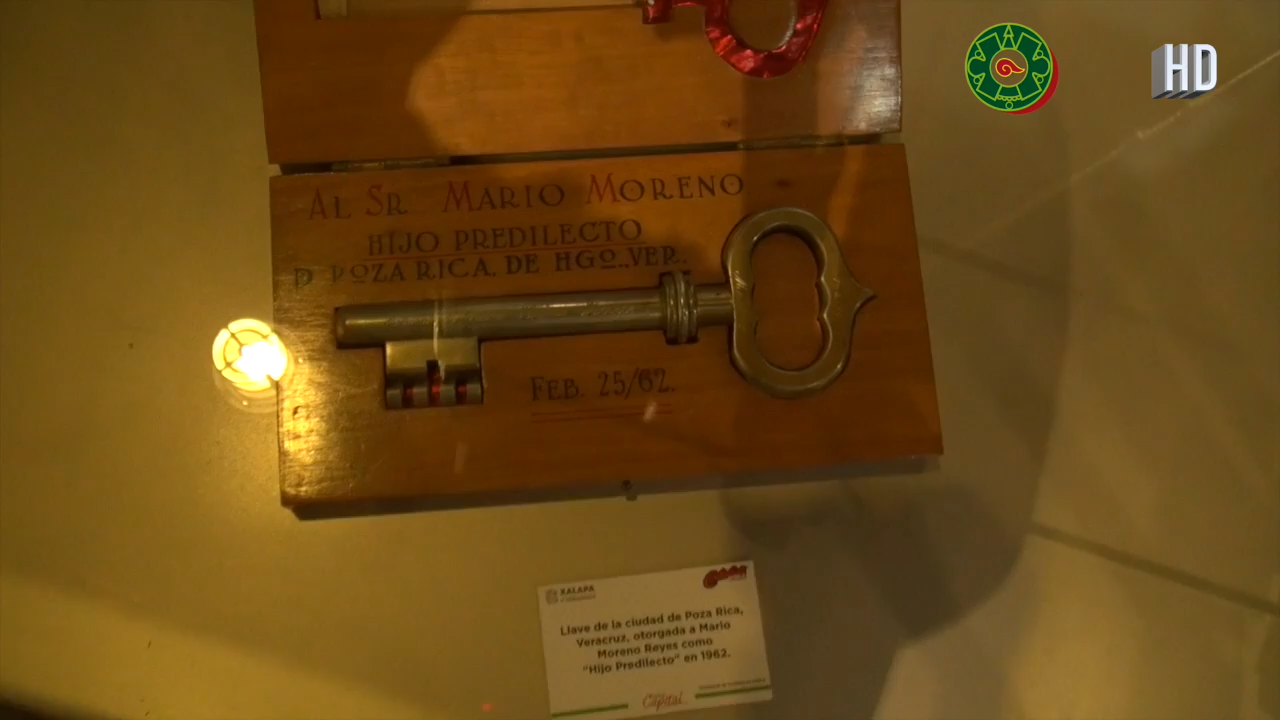 HD
AL SR MARIO MORENO
HIJO PREDILECTO
D POZA RICA. DE HGO.,VER.
FEB. 25/62.
XALAPA
Llave de la ciudad de Poza Rica,
Veracruz, otorgada a Mario
Moreno Reyes como
"Hijo Predilecto" en 1962.
Capital